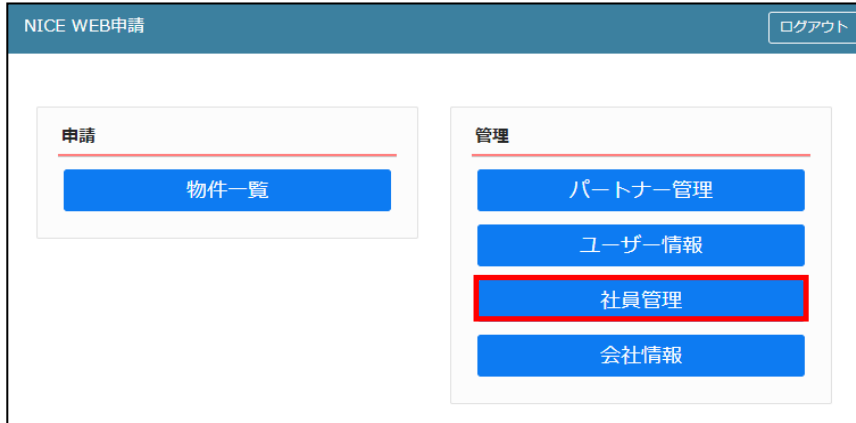 NICE WEB申請
ログアウト
申請
物件一覧
管理
パートナー管理
ユーザー情報
社員管理
会社情報